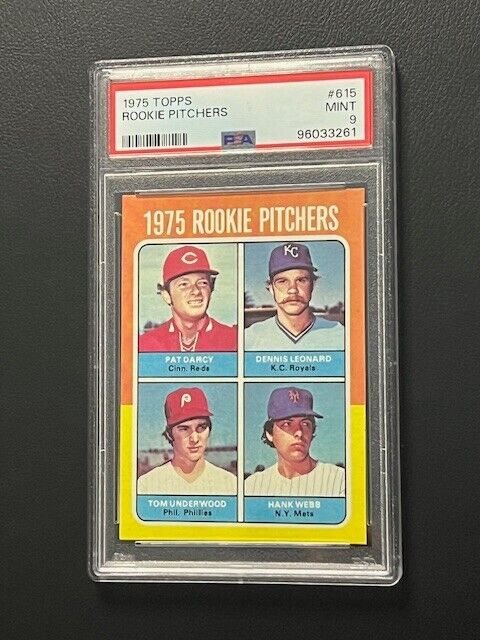 1975 TOPPS #615
ROOKIE PITCHERS MINT
9
PSA 96033261
1975 ROOKIE PITCHERS
C
KC
PAT DARCY
Cinn. Reds
DENNIS LEONARD
K.C. Royals
P
NY
TOM UNDERWOOD
Phil. Phillies
HANK WEBB
N.Y. Mets